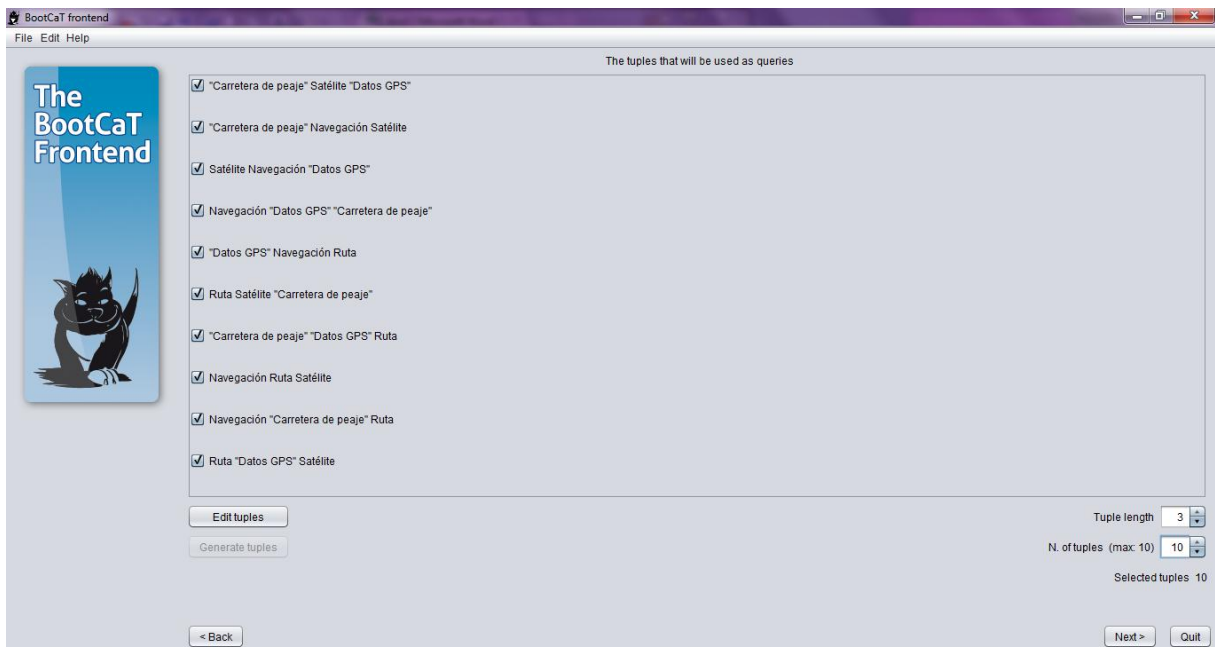 BootCaT frontend
File Edit Help
The tuples that will be used as queries
The
BootCaT
Frontend
"Carretera de peaje" Satélite "Datos GPS"
"Carretera de peaje" Navegación Satélite
Satélite Navegación "Datos GPS"
Navegación "Datos GPS" "Carretera de peaje"
"Datos GPS" Navegación Ruta
Ruta Satélite "Carretera de peaje"
"Carretera de peaje" "Datos GPS" Ruta
Navegación Ruta Satélite
Navegación "Carretera de peaje" Ruta
Ruta "Datos GPS" Satélite
Edit tuples
Tuple length 3
Generate tuples
N. of tuples (max: 10) 10
Selected tuples 10
< Back
Next >
Quit